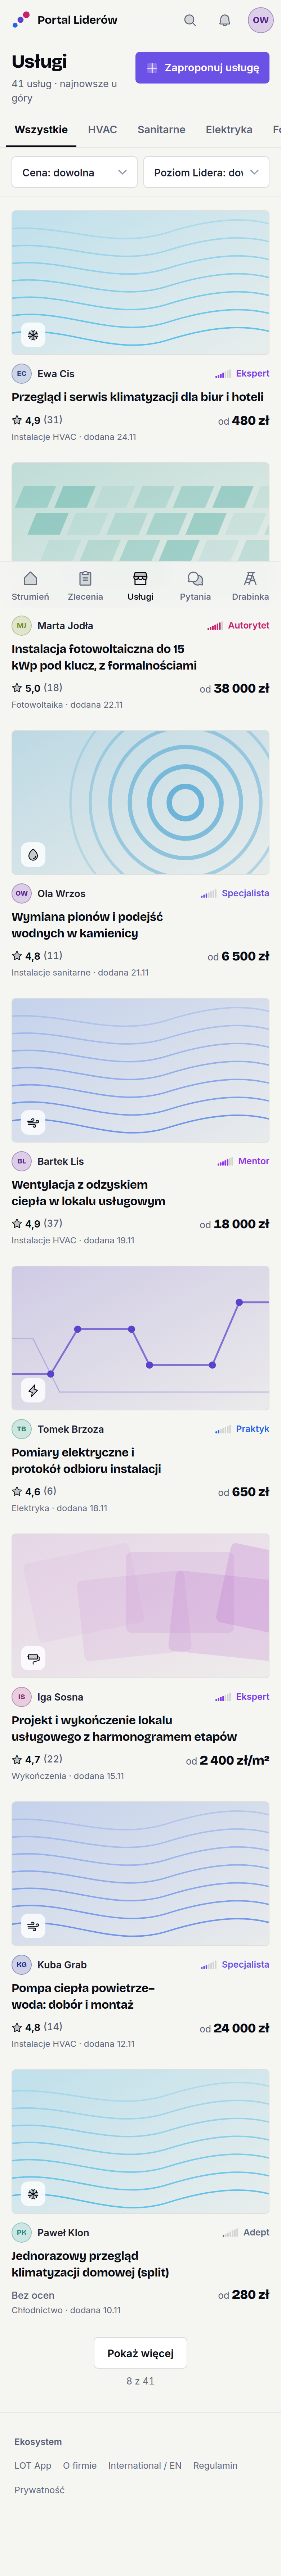 Portal Liderów
OW
Usługi
41 usług · najnowsze u
góry
Zaproponuj usługę
Wszystkie HVAC Sanitarne Elektryka Fo
Cena: dowolna
Poziom Lidera: dov
EC Ewa Cis Ekspert
Przegląd i serwis klimatyzacji dla biur i hoteli
4,9 (31) od 480 zł
Instalacje HVAC · dodana 24.11
Strumień Zlecenia Usługi Pytania Drabinka
MJ Marta Jodła Autorytet
Instalacja fotowoltaiczna do 15
kWp pod klucz, z formalnościami
5,0 (18) od 38 000 zł
Fotowoltaika · dodana 22.11
OW Ola Wrzos Specjalista
Wymiana pionów i podejść
wodnych w kamienicy
4,8 (11) od 6 500 zł
Instalacje sanitarne · dodana 21.11
BL Bartek Lis Mentor
Wentylacja z odzyskiem
ciepła w lokalu usługowym
4,9 (37) od 18 000 zł
Instalacje HVAC · dodana 19.11
TB Tomek Brzoza Praktyk
Pomiary elektryczne i
protokół odbioru instalacji
4,6 (6) od 650 zł
Elektryka · dodana 18.11
IS Iga Sosna Ekspert
Projekt i wykończenie lokalu
usługowego z harmonogramem etapów
4,7 (22) od 2 400 zł/m²
Wykończenia · dodana 15.11
KG Kuba Grab Specjalista
Pompa ciepła powietrze–
woda: dobór i montaż
4,8 (14) od 24 000 zł
Instalacje HVAC · dodana 12.11
PK Paweł Klon Adept
Jednorazowy przegląd
klimatyzacji domowej (split)
Bez ocen od 280 zł
Chłodnictwo · dodana 10.11
Pokaż więcej
8 z 41
Ekosystem
LOT App O firmie International / EN Regulamin
Prywatność